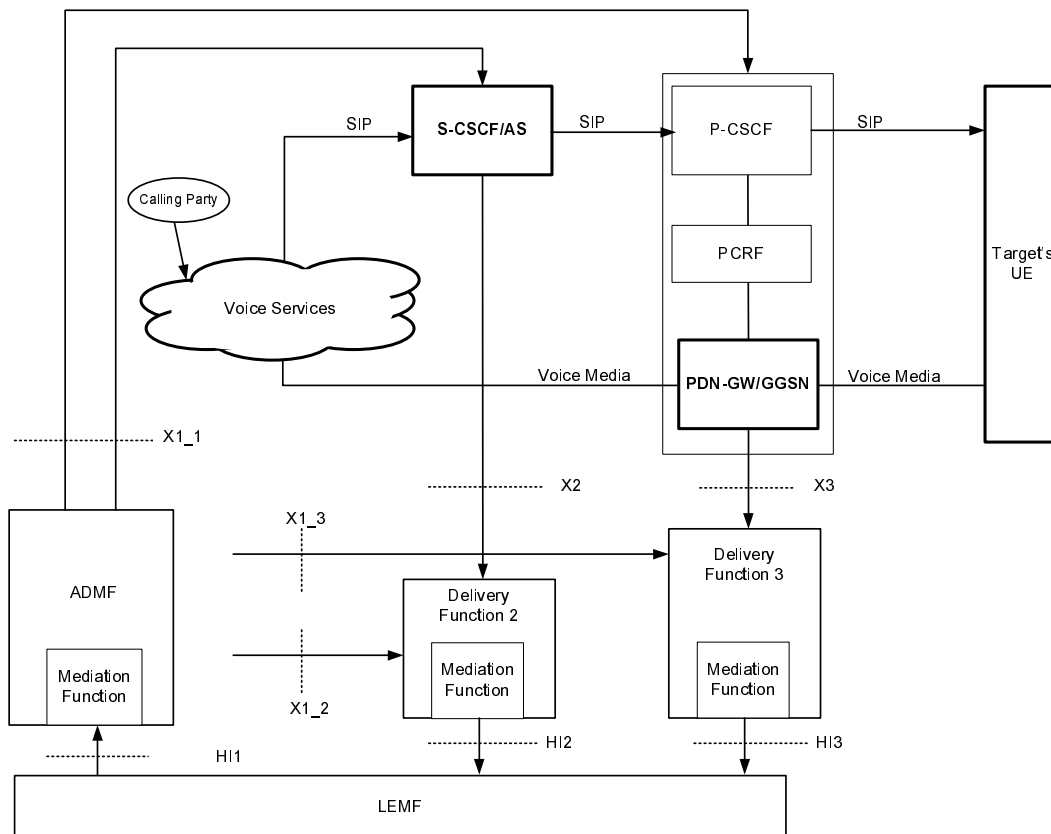 SIP
S-CSCF/AS
SIP
P-CSCF
SIP
Calling Party
PCRF
Target's
UE
Voice Services
Voice Media
PDN-GW/GGSN
Voice Media
X1_1
X2
X3
X1_3
Delivery
Function 3
ADMF
Delivery
Function 2
Mediation
Function
Mediation
Function
Mediation
Function
X1_2
HI1
HI2
HI3
LEMF